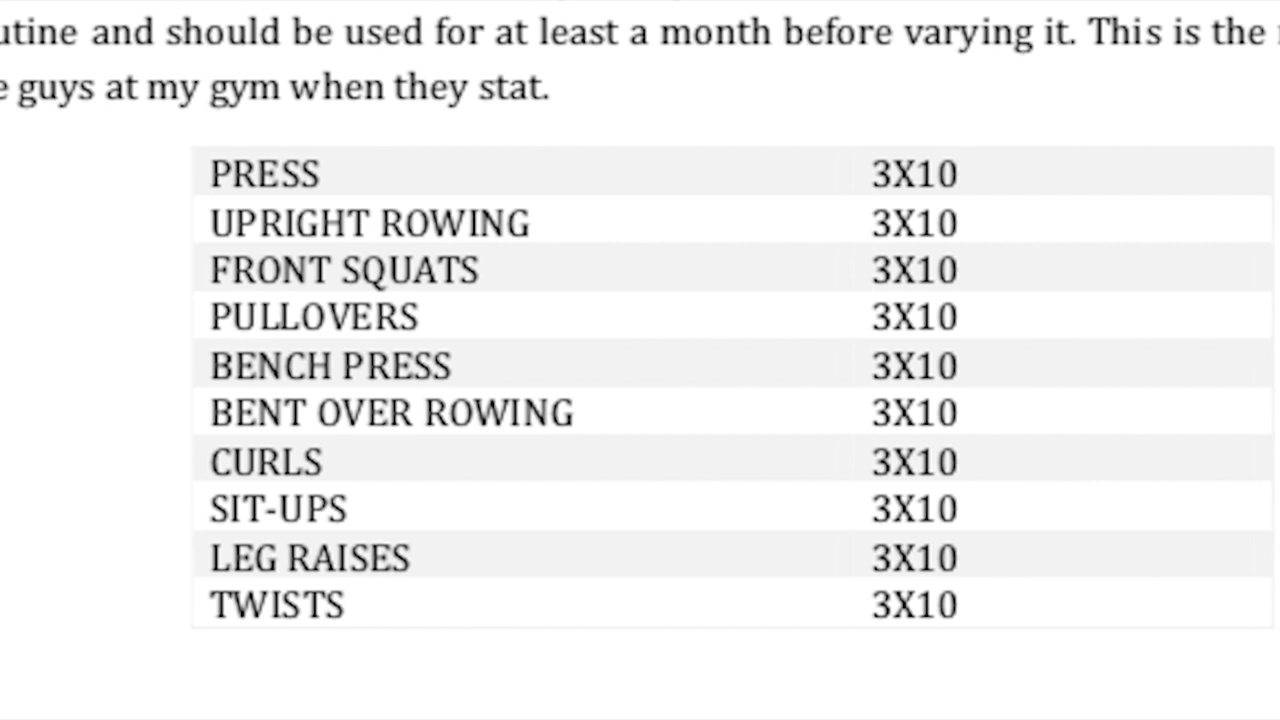 and should be used for at least a month before varying it. This is the
guys at my gym when they stat.
PRESS 3X10
UPRIGHT ROWING 3X10
FRONT SQUATS 3X10
PULLOVERS 3X10
BENCH PRESS 3X10
BENT OVER ROWING 3X10
CURLS 3X10
SIT-UPS 3X10
LEG RAISES 3X10
TWISTS 3X10